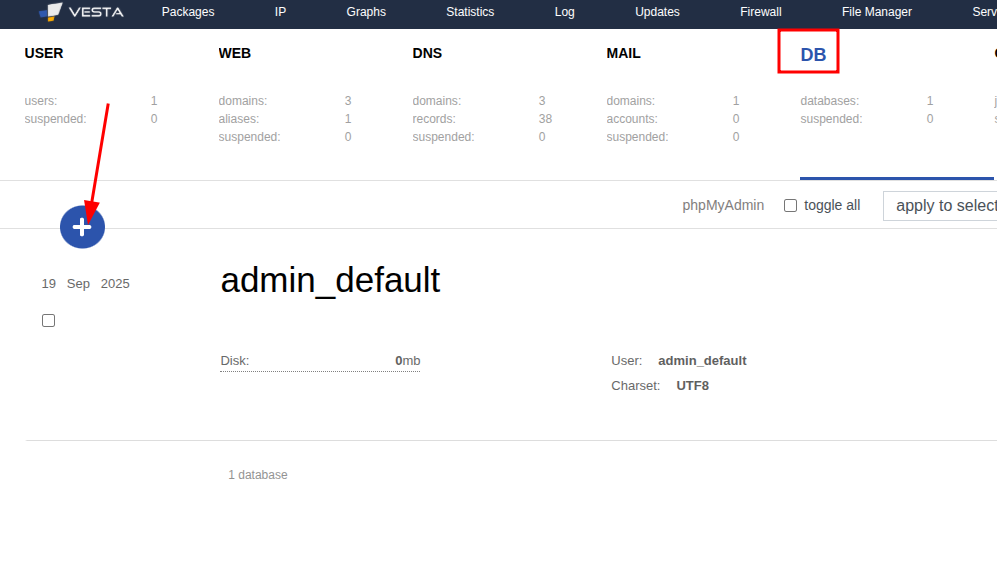 VESTA Packages IP Graphs Statistics Log Updates Firewall File Manager
USER WEB DNS MAIL DB
users: 1 domains: 3 domains: 3 domains: 1 databases: 1
suspended: 0 aliases: 1 records: 38 accounts: 0 suspended: 0
suspended: 0 suspended: 0 suspended: 0
phpMyAdmin toggle all apply to select
19 Sep 2025 admin_default
Disk: 0mb User: admin_default
Charset: UTF8
1 database